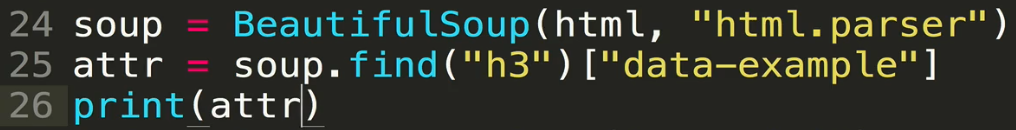 24 soup = BeautifulSoup(html, "html.parser")
25 attr = soup.find("h3")["data-example"]
26 print(attr)